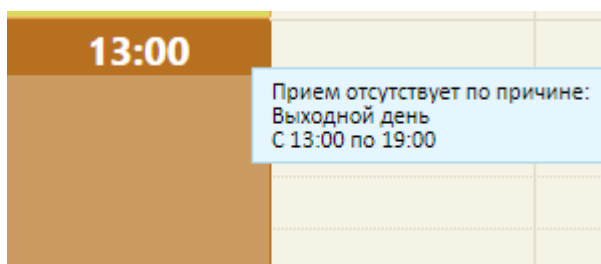 13:00
Прием отсутствует по причине:
Выходной день
С 13:00 по 19:00